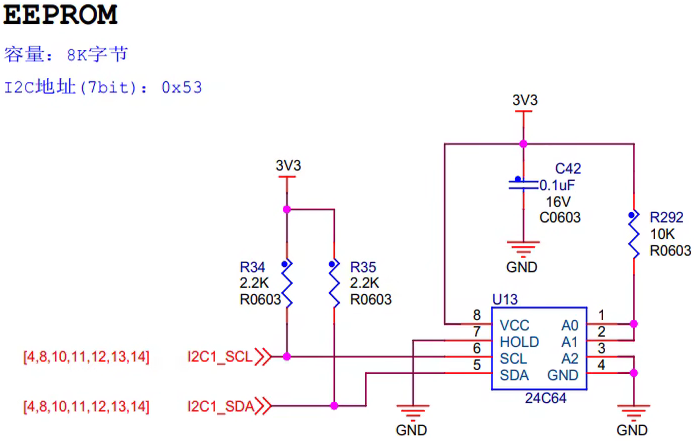 EEPROM
容量：8K字节
I2C地址(7bit)：0x53
3V3
3V3
C42
0.1uF
16V
C0603
R292
10K
R0603
GND
R34
2.2K
R0603
R35
2.2K
R0603
U13
8 VCC A0 1
7 HOLD A1 2
6 SCL A2 3
5 SDA GND 4
24C64
[4,8,10,11,12,13,14] I2C1_SCL
[4,8,10,11,12,13,14] I2C1_SDA
GND
GND